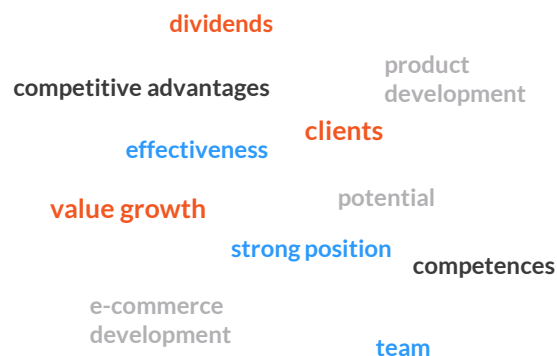 dividends
product
development
competitive advantages
clients
effectiveness
potential
value growth
strong position
competences
e-commerce
development
team